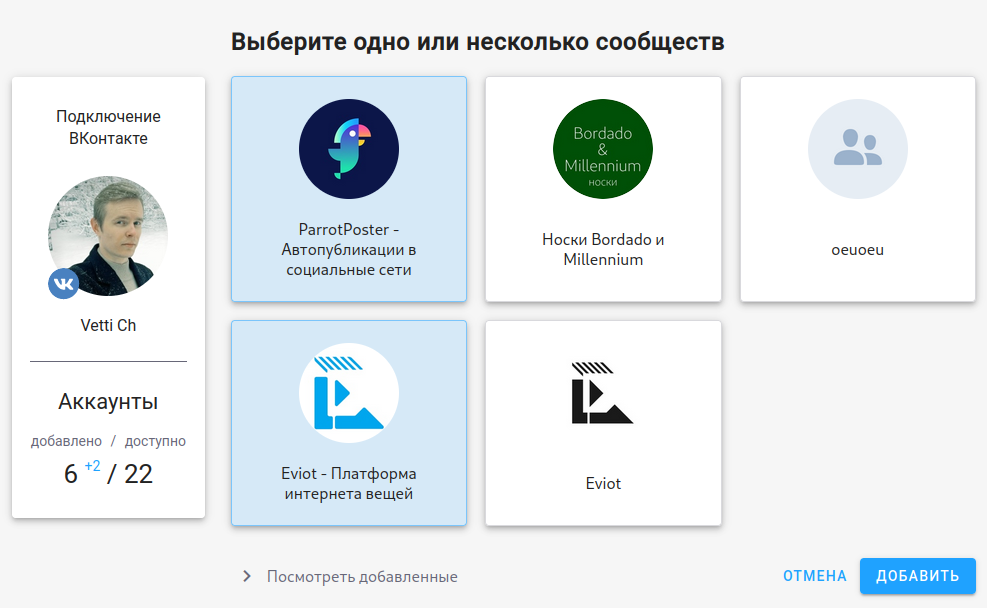 Выберите одно или несколько сообществ
Подключение
ВКонтакте
Vetti Ch
Аккаунты
добавлено / доступно
6 +2 / 22
ParrotPoster -
Автопубликации в
социальные сети
Bordado
&
Millennium
НОСКИ
Носки Bordado и
Millennium
oeuoeu
Eviot - Платформа
интернета вещей
Eviot
Посмотреть добавленные
ОТМЕНА
ДОБАВИТЬ